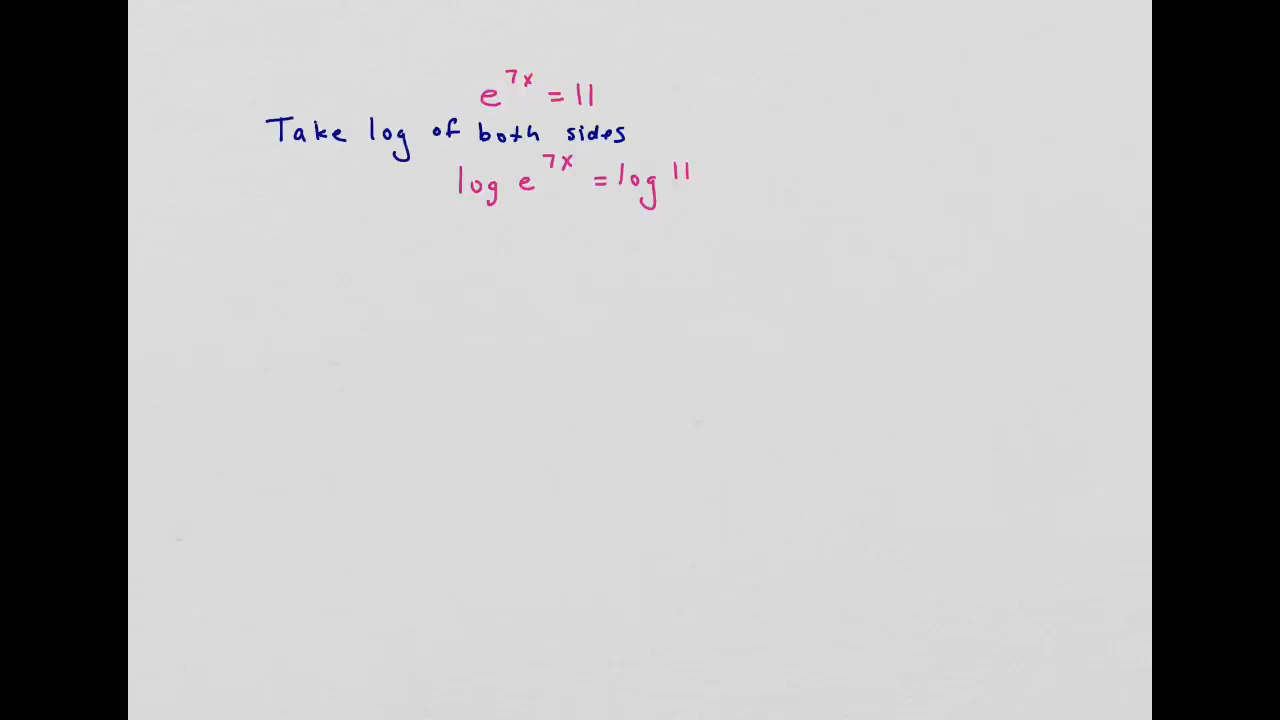 e^{7x} = 11
Take log of both sides
log e^{7x} = log 11